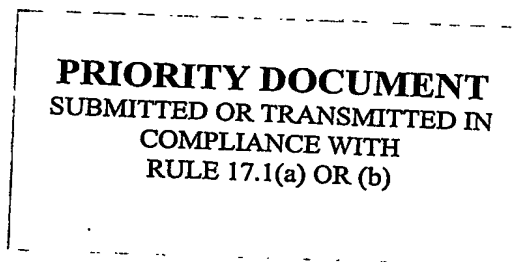 PRIORITY DOCUMENT
SUBMITTED OR TRANSMITTED IN
COMPLIANCE WITH
RULE 17.1(a) OR (b)